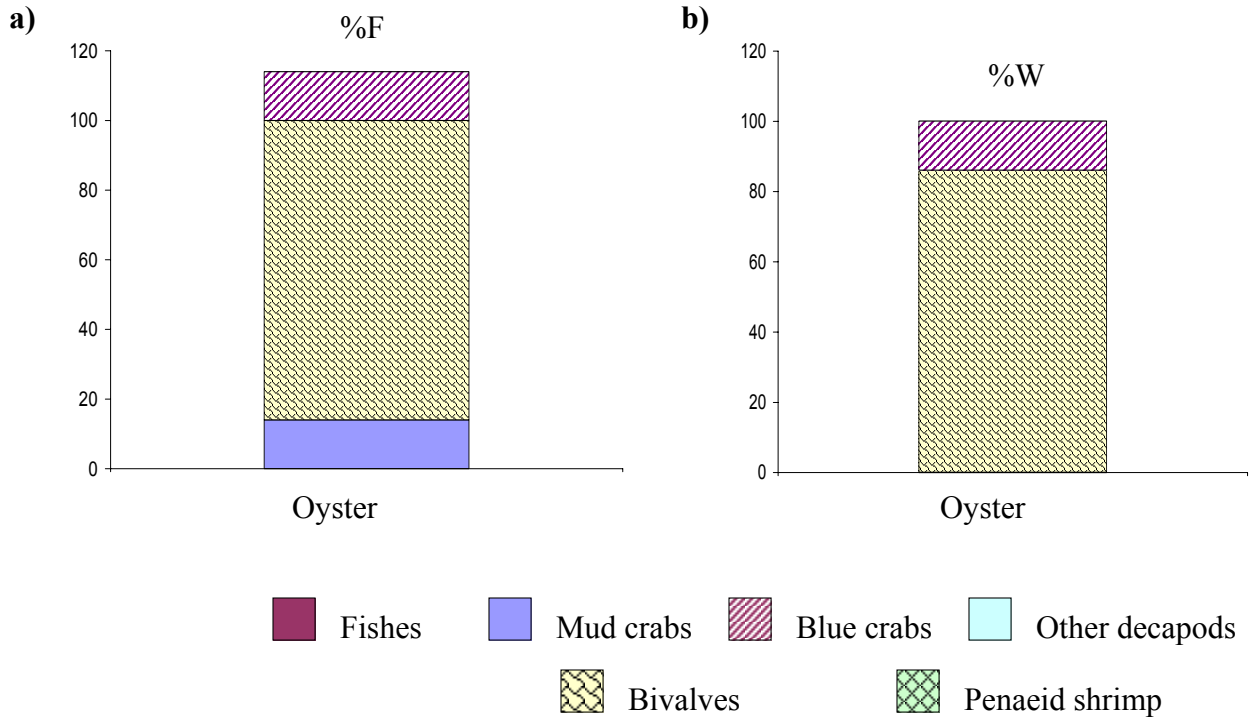 a)
%F
120
100
80
60
40
20
0
Oyster
b)
%W
120
100
80
60
40
20
0
Oyster
Fishes Mud crabs Blue crabs Other decapods
Bivalves Penaeid shrimp